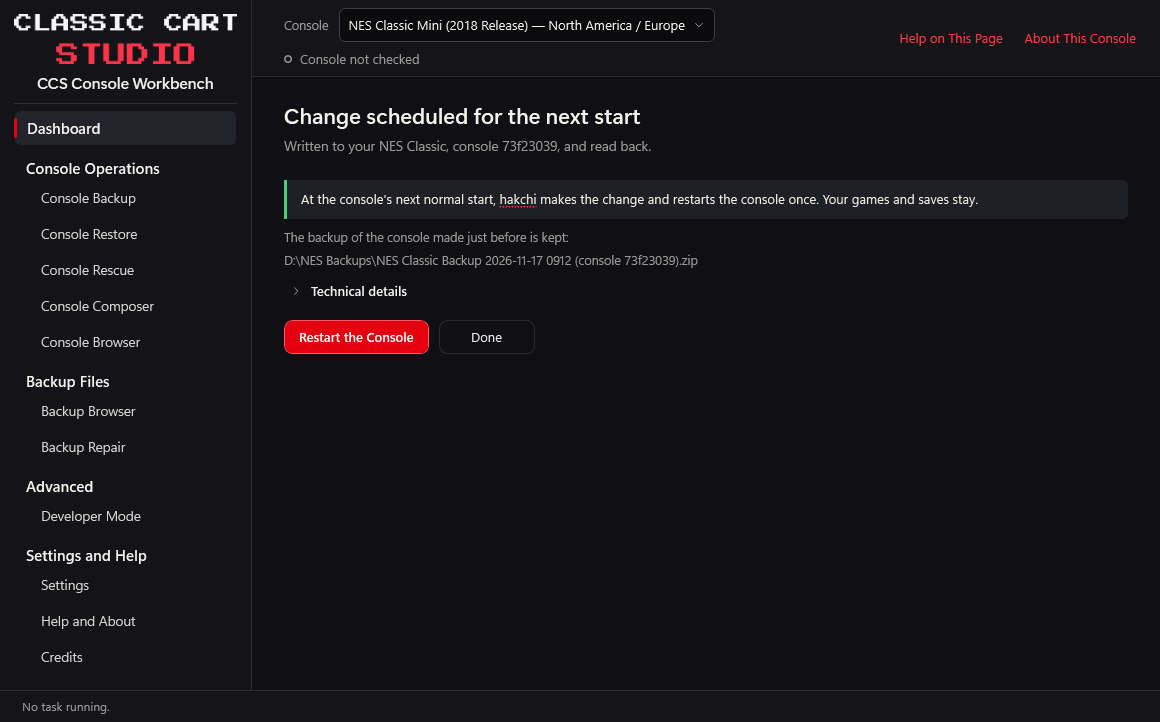 CLASSIC CART
STUDIO
CCS Console Workbench
Dashboard
Console Operations
Console Backup
Console Restore
Console Rescue
Console Composer
Console Browser
Backup Files
Backup Browser
Backup Repair
Advanced
Developer Mode
Settings and Help
Settings
Help and About
Credits
Console NES Classic Mini (2018 Release) — North America / Europe
Console not checked
Help on This Page About This Console
Change scheduled for the next start
Written to your NES Classic, console 73f23039, and read back.
At the console's next normal start, hakchi makes the change and restarts the console once. Your games and saves stay.
The backup of the console made just before is kept:
D:\NES Backups\NES Classic Backup 2026-11-17 0912 (console 73f23039).zip
Technical details
Restart the Console Done
No task running.